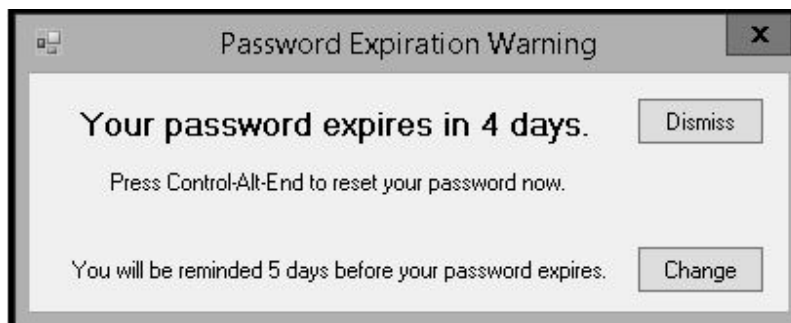 Password Expiration Warning
x
Your password expires in 4 days.
Dismiss
Press Control-Alt-End to reset your password now.
You will be reminded 5 days before your password expires.
Change